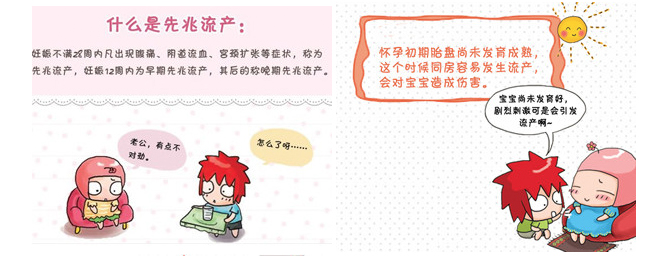 什么是先兆流产：
妊娠不满28周内凡出现腹痛、阴道流血、宫颈扩张等症状，称为
先兆流产，妊娠12周内为早期先兆流产，其后的称晚期先兆流产。
老公，有点不
对劲。
怎么了呀……
怀孕初期胎盘尚未发育成熟，
这个时候同房容易发生流产，
会对宝宝造成伤害。
宝宝尚未发育好，
剧烈刺激可是会引发
流产啊~